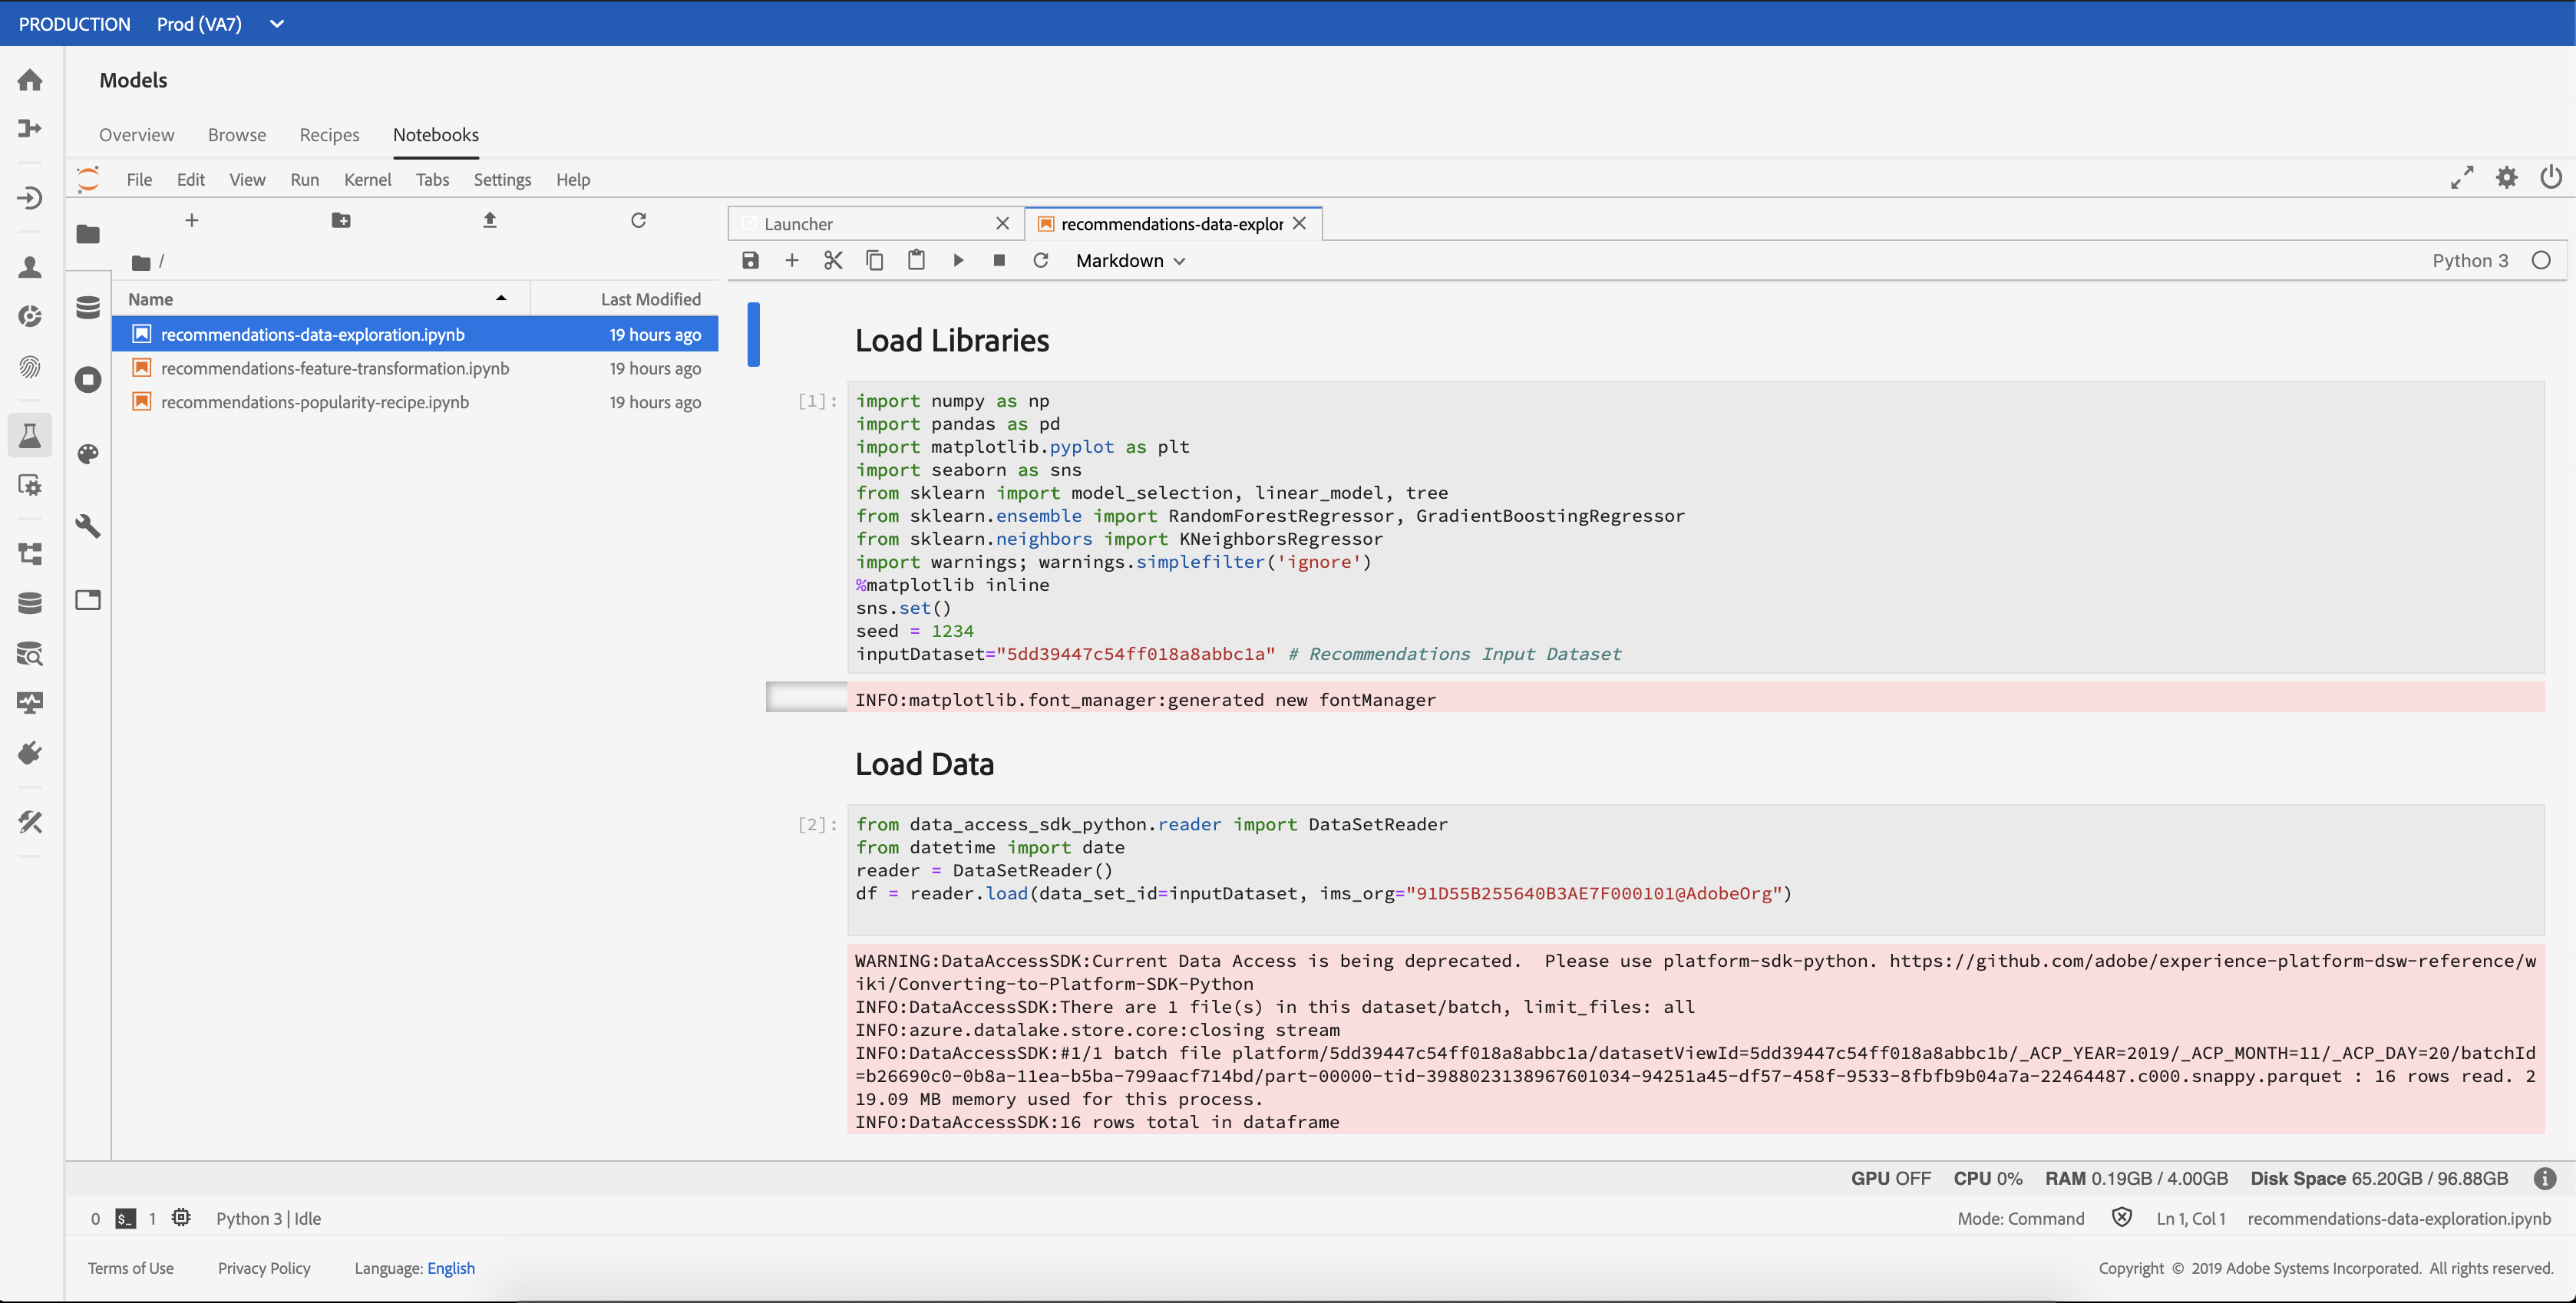 PRODUCTION Prod (VA7)
Models
Overview Browse Recipes Notebooks
File Edit View Run Kernel Tabs Settings Help
Launcher recommendations-data-explor
/
Markdown Python 3
Name Last Modified
recommendations-data-exploration.ipynb 19 hours ago
recommendations-feature-transformation.ipynb 19 hours ago
recommendations-popularity-recipe.ipynb 19 hours ago
Load Libraries
[1]:
import numpy as np
import pandas as pd
import matplotlib.pyplot as plt
import seaborn as sns
from sklearn import model_selection, linear_model, tree
from sklearn.ensemble import RandomForestRegressor, GradientBoostingRegressor
from sklearn.neighbors import KNeighborsRegressor
import warnings; warnings.simplefilter('ignore')
%matplotlib inline
sns.set()
seed = 1234
inputDataset="5dd39447c54ff018a8abbc1a" # Recommendations Input Dataset
INFO:matplotlib.font_manager:generated new fontManager
Load Data
[2]:
from data_access_sdk_python.reader import DataSetReader
from datetime import date
reader = DataSetReader()
df = reader.load(data_set_id=inputDataset, ims_org="91D55B255640B3AE7F000101@AdobeOrg")
WARNING:DataAccessSDK:Current Data Access is being deprecated.  Please use platform-sdk-python. https://github.com/adobe/experience-platform-dsw-reference/w
iki/Converting-to-Platform-SDK-Python
INFO:DataAccessSDK:There are 1 file(s) in this dataset/batch, limit_files: all
INFO:azure.datalake.store.core:closing stream
INFO:DataAccessSDK:#1/1 batch file platform/5dd39447c54ff018a8abbc1a/datasetViewId=5dd39447c54ff018a8abbc1b/_ACP_YEAR=2019/_ACP_MONTH=11/_ACP_DAY=20/batchId
=b26690c0-0b8a-11ea-b5ba-799aacf714bd/part-00000-tid-3988023138967601034-94251a45-df57-458f-9533-8fbfb9b04a7a-22464487.c000.snappy.parquet : 16 rows read. 2
19.09 MB memory used for this process.
INFO:DataAccessSDK:16 rows total in dataframe
GPU OFF CPU 0% RAM 0.19GB / 4.00GB Disk Space 65.20GB / 96.88GB
0 $_ 1 Python 3 | Idle Mode: Command Ln 1, Col 1 recommendations-data-exploration.ipynb
Terms of Use Privacy Policy Language: English Copyright © 2019 Adobe Systems Incorporated. All rights reserved.